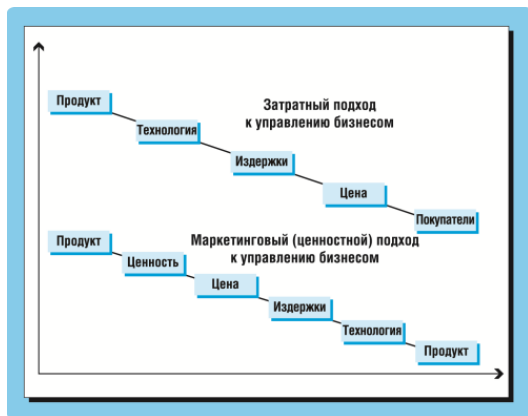 Продукт
Затратный подход
к управлению бизнесом
Технология
Издержки
Цена
Покупатели
Продукт
Маркетинговый (ценностной) подход
к управлению бизнесом
Ценность
Цена
Издержки
Технология
Продукт